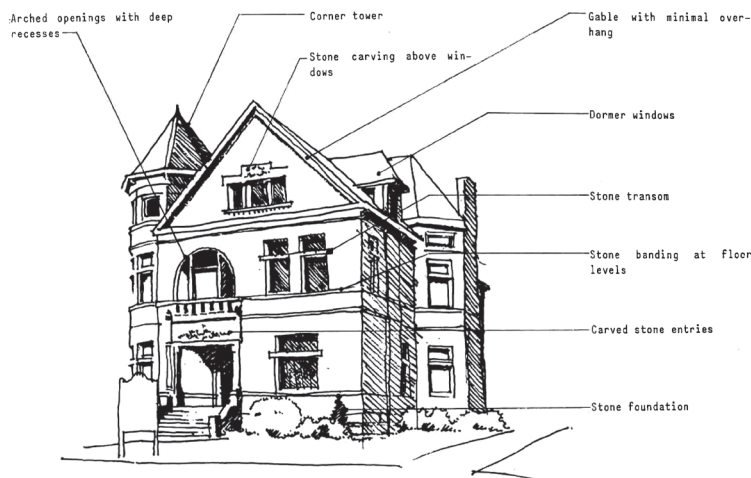 Arched openings with deep
recesses
Corner tower
Stone carving above win-
dows
Gable with minimal over-
hang
Dormer windows
Stone transom
Stone banding at floor
levels
Carved stone entries
Stone foundation